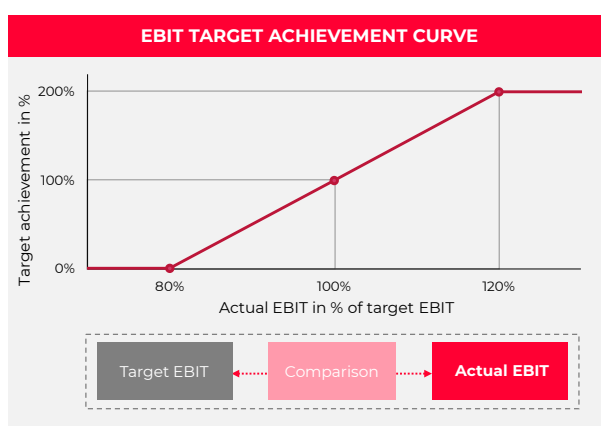 EBIT TARGET ACHIEVEMENT CURVE
Target achievement in %
200%
100%
0%
80%
100%
120%
Actual EBIT in % of target EBIT
Target EBIT
Comparison
Actual EBIT